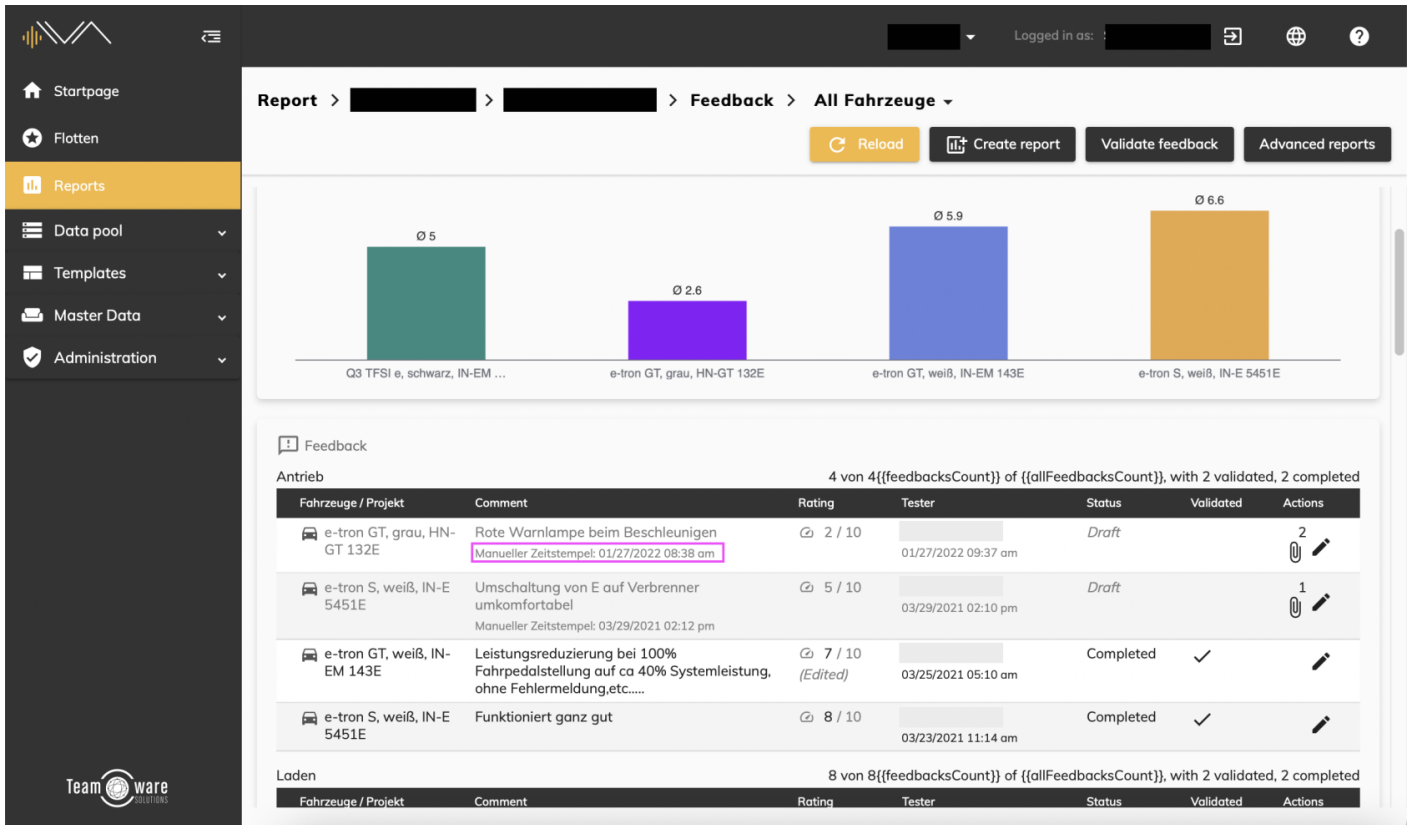 Logged in as:
Startpage
Flotten
Reports
Data pool
Templates
Master Data
Administration
Team ware
SOLUTIONS
Report > > > Feedback > All Fahrzeuge
Reload
Create report
Validate feedback
Advanced reports
Ø 5
Ø 2.6
Ø 5.9
Ø 6.6
Q3 TFSI e, schwarz, IN-EM ...
e-tron GT, grau, HN-GT 132E
e-tron GT, weiß, IN-EM 143E
e-tron S, weiß, IN-E 5451E
Feedback
Antrieb 4 von 4{{feedbacksCount}} of {{allFeedbacksCount}}, with 2 validated, 2 completed
Fahrzeuge / Projekt Comment Rating Tester Status Validated Actions
e-tron GT, grau, HN- Rote Warnlampe beim Beschleunigen 2 / 10 Draft 2
GT 132E Manueller Zeitstempel: 01/27/2022 08:38 am 01/27/2022 09:37 am
e-tron S, weiß, IN-E Umschaltung von E auf Verbrenner 5 / 10 Draft 1
5451E umkomfortabel 03/29/2021 02:10 pm
Manueller Zeitstempel: 03/29/2021 02:12 pm
e-tron GT, weiß, IN- Leistungsreduzierung bei 100% 7 / 10 Completed
EM 143E Fahrpedalstellung auf ca 40% Systemleistung, (Edited) 03/25/2021 05:10 am
ohne Fehlermeldung,etc.....
e-tron S, weiß, IN-E Funktioniert ganz gut 8 / 10 Completed
5451E 03/23/2021 11:14 am
Laden 8 von 8{{feedbacksCount}} of {{allFeedbacksCount}}, with 2 validated, 2 completed
Fahrzeuge / Projekt Comment Rating Tester Status Validated Actions